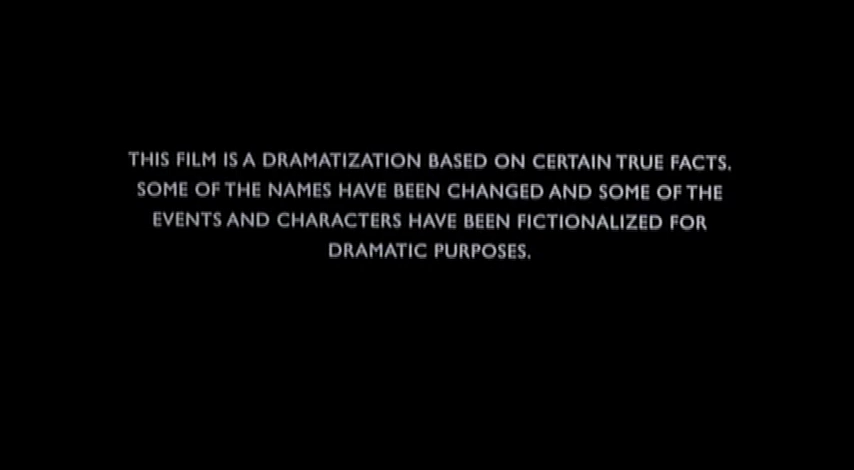 THIS FILM IS A DRAMATIZATION BASED ON CERTAIN TRUE FACTS.
SOME OF THE NAMES HAVE BEEN CHANGED AND SOME OF THE
EVENTS AND CHARACTERS HAVE BEEN FICTIONALIZED FOR
DRAMATIC PURPOSES.